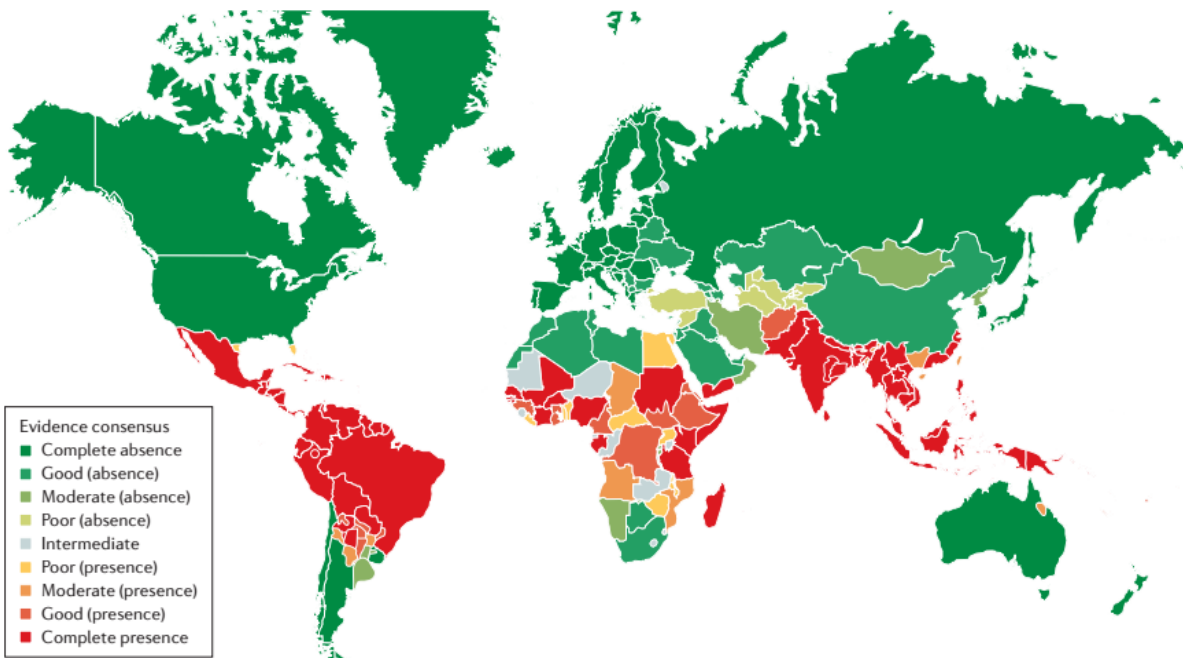 Evidence consensus
Complete absence
Good (absence)
Moderate (absence)
Poor (absence)
Intermediate
Poor (presence)
Moderate (presence)
Good (presence)
Complete presence